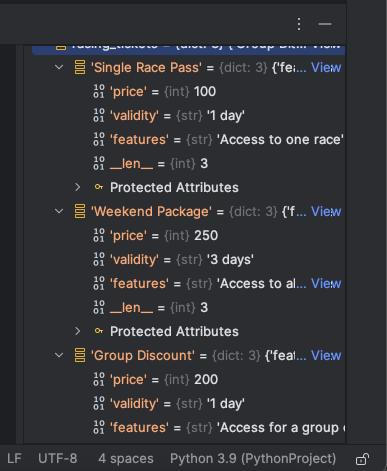 racing_tickets = {dict: 3} {'Group Di... View
'Single Race Pass' = {dict: 3} {'fea... View
'price' = {int} 100
'validity' = {str} '1 day'
'features' = {str} 'Access to one race'
__len__ = {int} 3
Protected Attributes
'Weekend Package' = {dict: 3} {'f... View
'price' = {int} 250
'validity' = {str} '3 days'
'features' = {str} 'Access to al... View
__len__ = {int} 3
Protected Attributes
'Group Discount' = {dict: 3} {'feat... View
'price' = {int} 200
'validity' = {str} '1 day'
'features' = {str} 'Access for a group
LF UTF-8 4 spaces Python 3.9 (PythonProject)